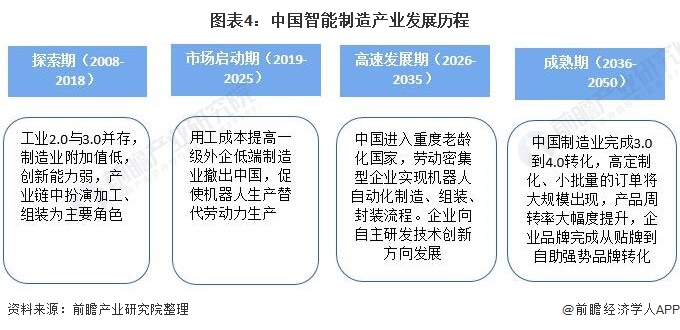 图表4：中国智能制造产业发展历程
探索期（2008-
2018）
市场启动期（2019-
2025）
高速发展期（2026-
2035）
成熟期（2036-
2050）
工业2.0与3.0并存，
制造业附加值低，
创新能力弱，产
业链中扮演加工、
组装为主要角色
用工成本提高一
级外企低端制造
业撤出中国，促
使机器人生产替
代劳动力生产
中国进入重度老龄
化国家，劳动密集
型企业实现机器人
自动化制造、组装、
封装流程。企业向
自主研发技术创新
方向发展
中国制造业完成3.0
到4.0转化，高定制
化、小批量的订单将
大规模出现，产品周
转率大幅度提升，企
业品牌完成从贴牌到
自助强势品牌转化
前瞻产业研究院
资料来源：前瞻产业研究院整理
@前瞻经济学人APP